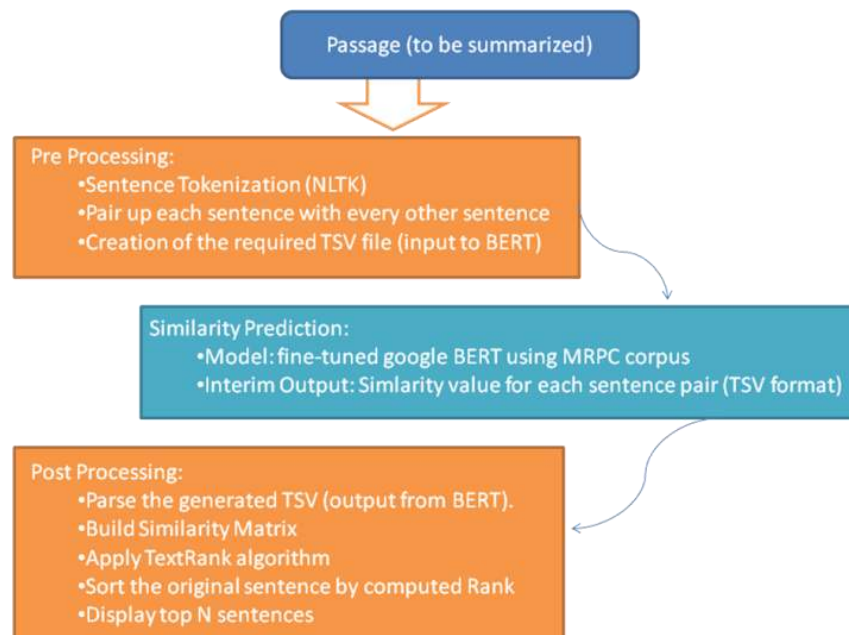 Passage (to be summarized)
Pre Processing:
•Sentence Tokenization (NLTK)
•Pair up each sentence with every other sentence
•Creation of the required TSV file (input to BERT)
Similarity Prediction:
•Model: fine-tuned google BERT using MRPC corpus
•Interim Output: Simlarity value for each sentence pair (TSV format)
Post Processing:
•Parse the generated TSV (output from BERT).
•Build Similarity Matrix
•Apply TextRank algorithm
•Sort the original sentence by computed Rank
•Display top N sentences